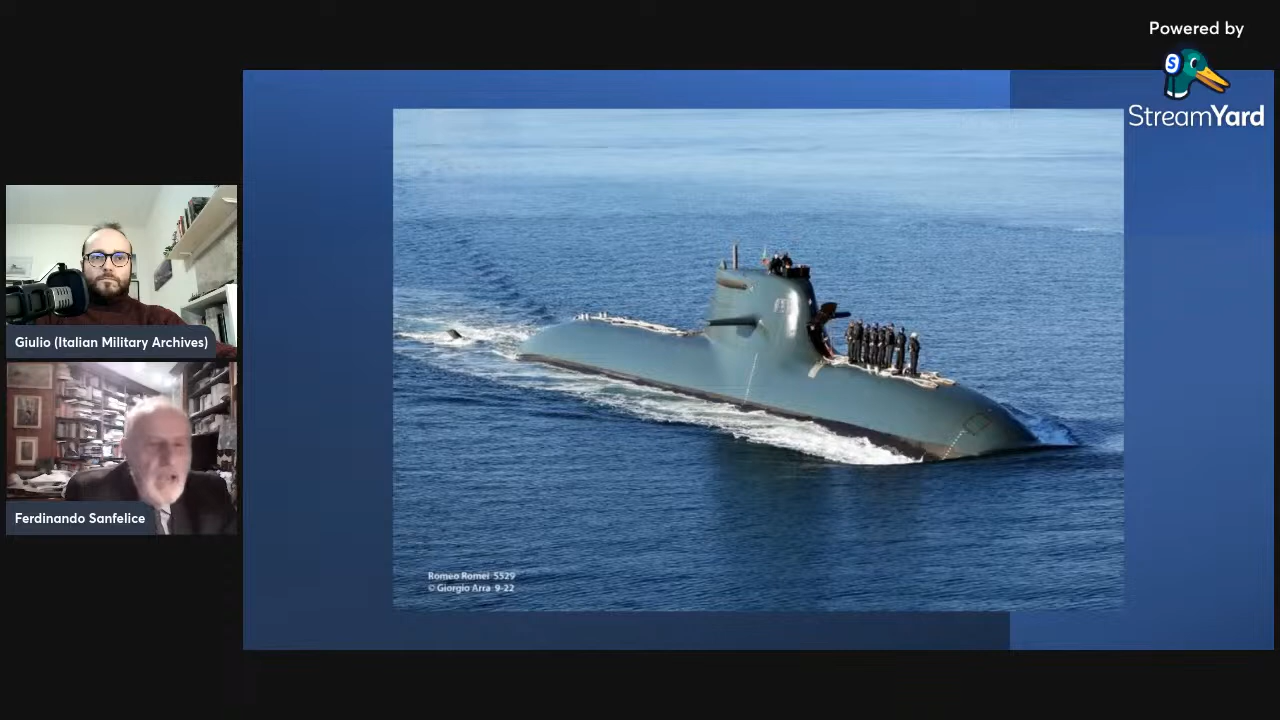 Powered by
StreamYard
Giulio (Italian Military Archives)
Ferdinando Sanfelice
Romeo Romei S529
© Giorgio Arra 9-22